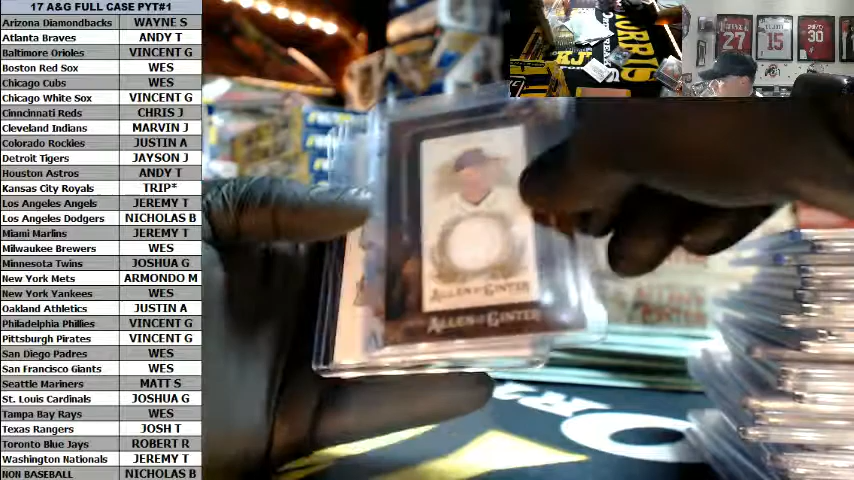 17 A&G FULL CASE PYT#1
Arizona Diamondbacks WAYNE S
Atlanta Braves ANDY T
Baltimore Orioles VINCENT G
Boston Red Sox WES
Chicago Cubs WES
Chicago White Sox VINCENT G
Cinncinnati Reds CHRIS J
Cleveland Indians MARVIN J
Colorado Rockies JUSTIN A
Detroit Tigers JAYSON J
Houston Astros ANDY T
Kansas City Royals TRIP*
Los Angeles Angels JEREMY T
Los Angeles Dodgers NICHOLAS B
Miami Marlins JEREMY T
Milwaukee Brewers WES
Minnesota Twins JOSHUA G
New York Mets ARMONDO M
New York Yankees WES
Oakland Athletics JUSTIN A
Philadelphia Phillies VINCENT G
Pittsburgh Pirates VINCENT G
San Diego Padres WES
San Francisco Giants WES
Seattle Mariners MATT S
St. Louis Cardinals JOSHUA G
Tampa Bay Rays WES
Texas Rangers JOSH T
Toronto Blue Jays ROBERT R
Washington Nationals JEREMY T
NON BASEBALL NICHOLAS B
27
15
30
ALLEN & GINTER
ALLEN & GINTER